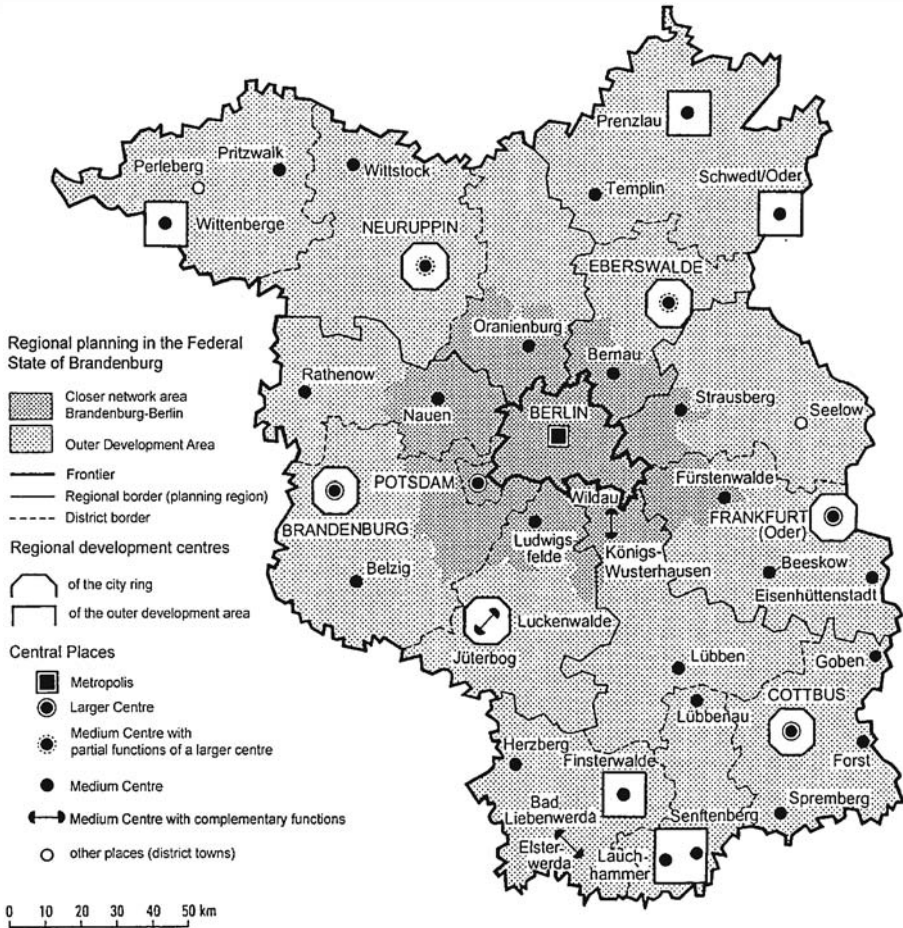 Prenzlau
Pritzwalk
Perleberg
Wittstock
Schwedt/Oder
Templin
Wittenberge
NEURUPPIN
EBERSWALDE
Oranienburg
Bernau
Rathenow
Nauen
BERLIN
Strausberg
Seelow
POTSDAM
Fürstenwalde
Wildau
BRANDENBURG
FRANKFURT
(Oder)
Ludwigs-
felde
Königs-
Wusterhausen
Belzig
Beeskow
Eisenhüttenstadt
Luckenwalde
Jüterbog
Lübben
Goben
COTTBUS
Lübbenau
Herzberg
Finsterwalde
Forst
Bad
Liebenwerda
Senftenberg
Spremberg
Elster-
werda
Lauch-
hammer
Regional planning in the Federal
State of Brandenburg
Closer network area
Brandenburg-Berlin
Outer Development Area
Frontier
Regional border (planning region)
District border
Regional development centres
of the city ring
of the outer development area
Central Places
Metropolis
Larger Centre
Medium Centre with
partial functions of a larger centre
Medium Centre
Medium Centre with complementary functions
other places (district towns)
0 10 20 30 40 50 km